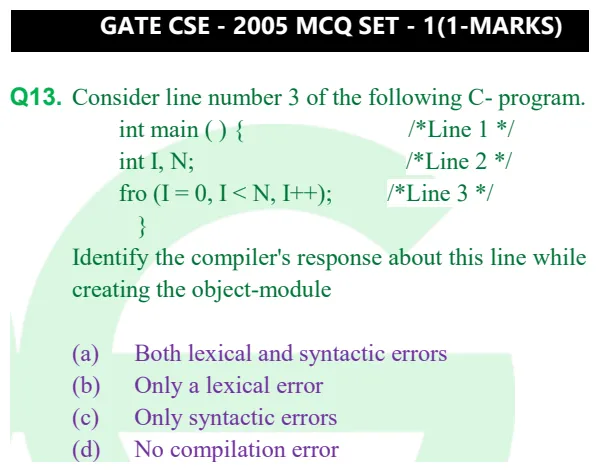 GATE CSE - 2005 MCQ SET - 1(1-MARKS)
Q13. Consider line number 3 of the following C- program.
int main ( ) { /*Line 1 */
int I, N; /*Line 2 */
fro (I = 0, I < N, I++); /*Line 3 */
}
Identify the compiler's response about this line while
creating the object-module
(a) Both lexical and syntactic errors
(b) Only a lexical error
(c) Only syntactic errors
(d) No compilation error